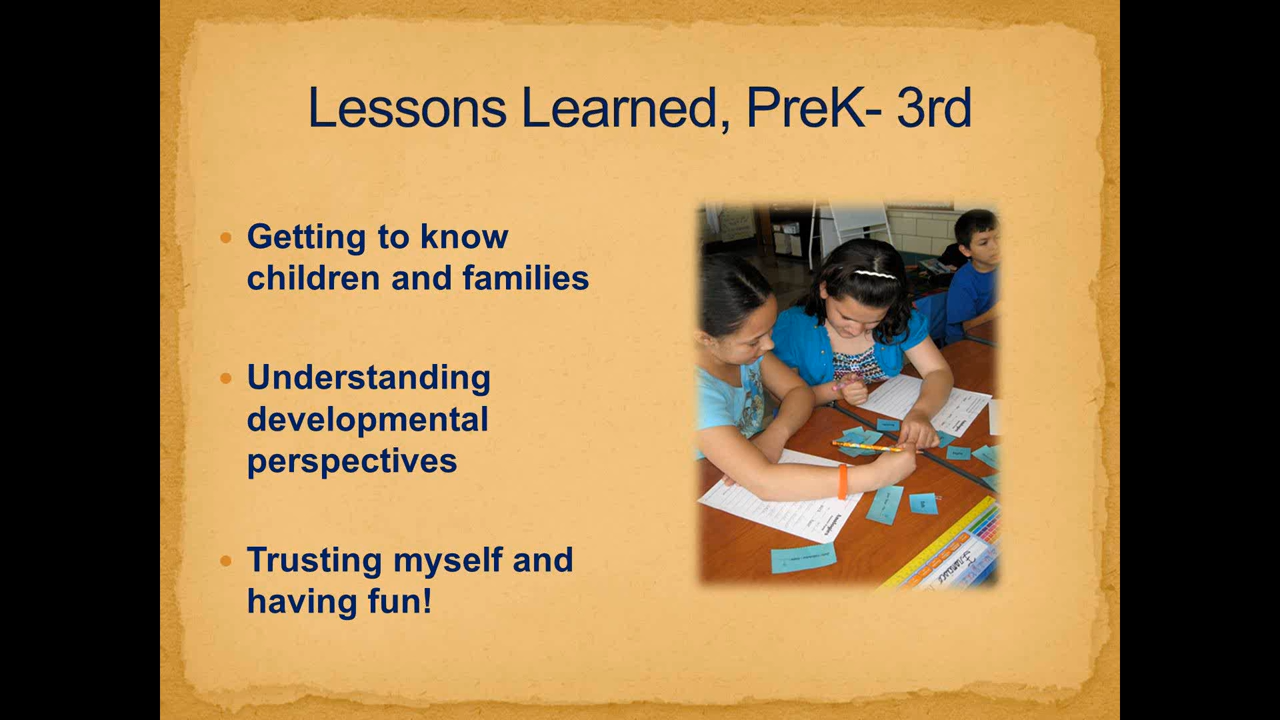 Lessons Learned, PreK- 3rd
Getting to know
children and families
Understanding
developmental
perspectives
Trusting myself and
having fun!